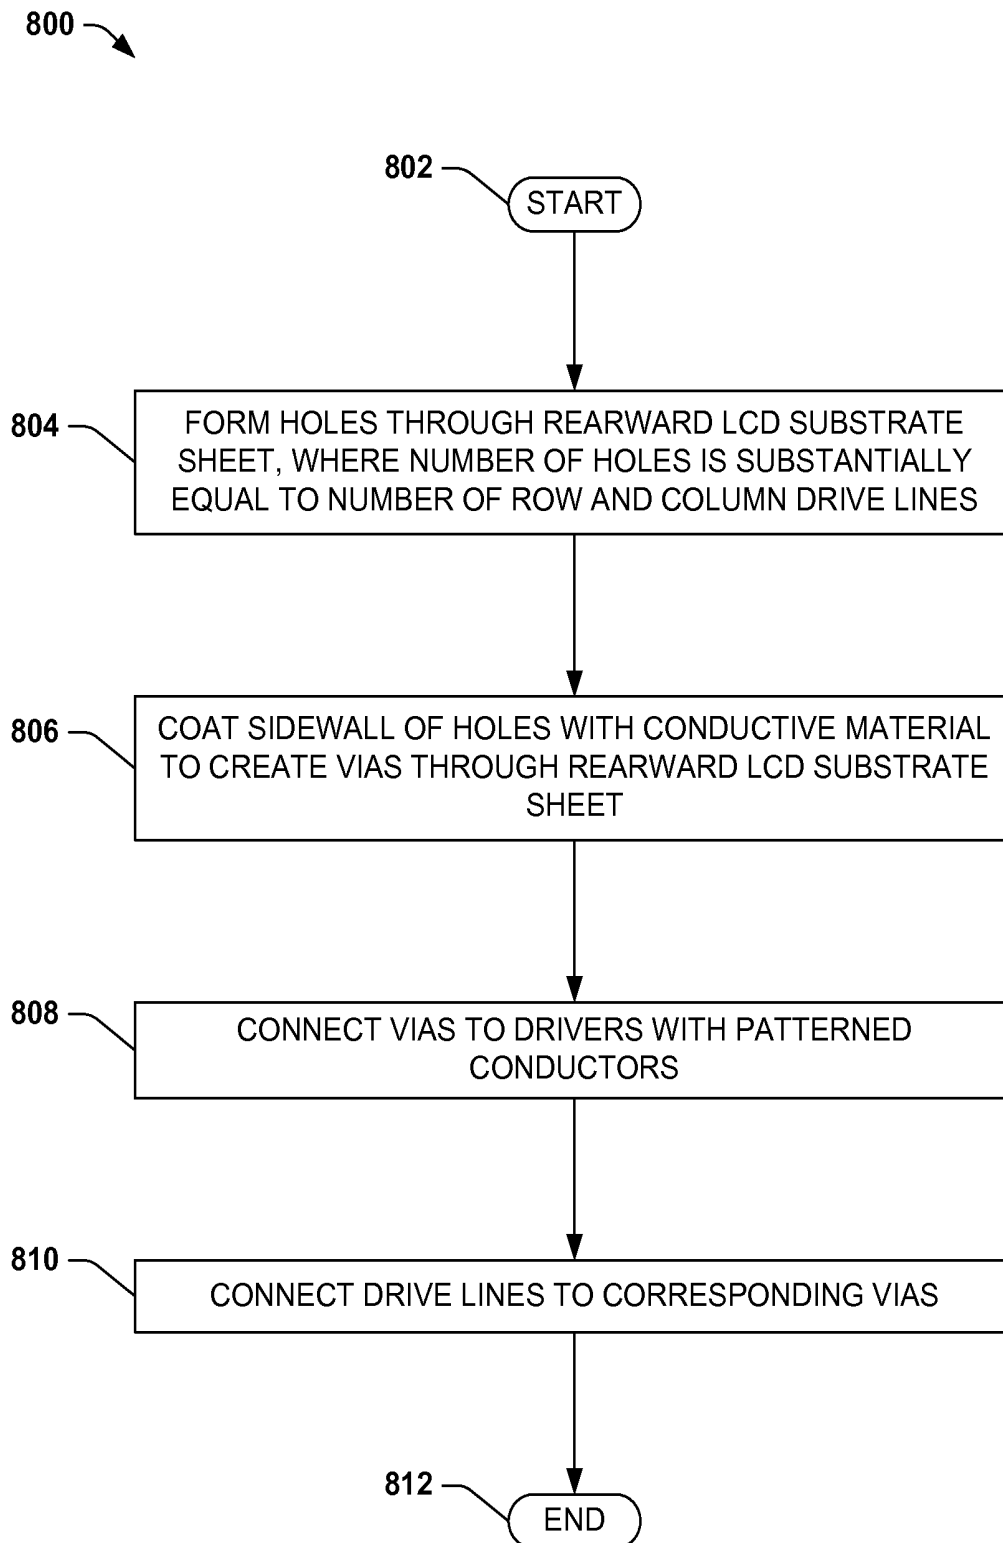 800
802
START
804
FORM HOLES THROUGH REARWARD LCD SUBSTRATE
SHEET, WHERE NUMBER OF HOLES IS SUBSTANTIALLY
EQUAL TO NUMBER OF ROW AND COLUMN DRIVE LINES
806
COAT SIDEWALL OF HOLES WITH CONDUCTIVE MATERIAL
TO CREATE VIAS THROUGH REARWARD LCD SUBSTRATE
SHEET
808
CONNECT VIAS TO DRIVERS WITH PATTERNED
CONDUCTORS
810
CONNECT DRIVE LINES TO CORRESPONDING VIAS
812
END